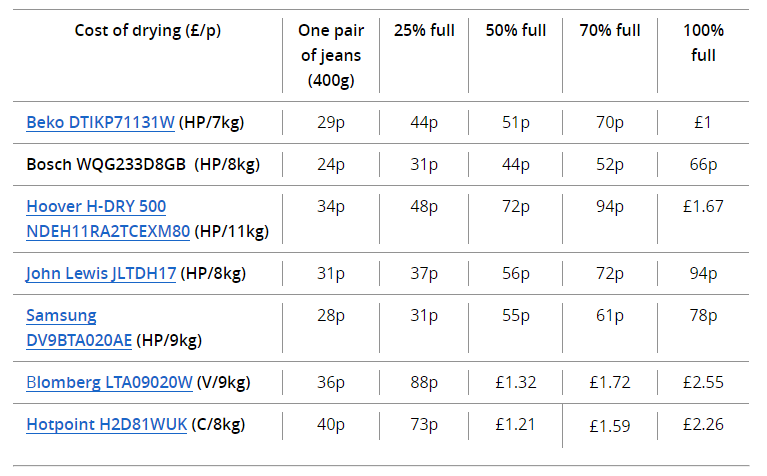 Cost of drying (£/p) One pair of jeans (400g) 25% full 50% full 70% full 100% full
Beko DTIKP71131W (HP/7kg) 29p 44p 51p 70p £1
Bosch WQG233D8GB (HP/8kg) 24p 31p 44p 52p 66p
Hoover H-DRY 500
NDEH11RA2TCEXM80 (HP/11kg) 34p 48p 72p 94p £1.67
John Lewis JLTDH17 (HP/8kg) 31p 37p 56p 72p 94p
Samsung
DV9BTA020AE (HP/9kg) 28p 31p 55p 61p 78p
Blomberg LTA09020W (V/9kg) 36p 88p £1.32 £1.72 £2.55
Hotpoint H2D81WUK (C/8kg) 40p 73p £1.21 £1.59 £2.26